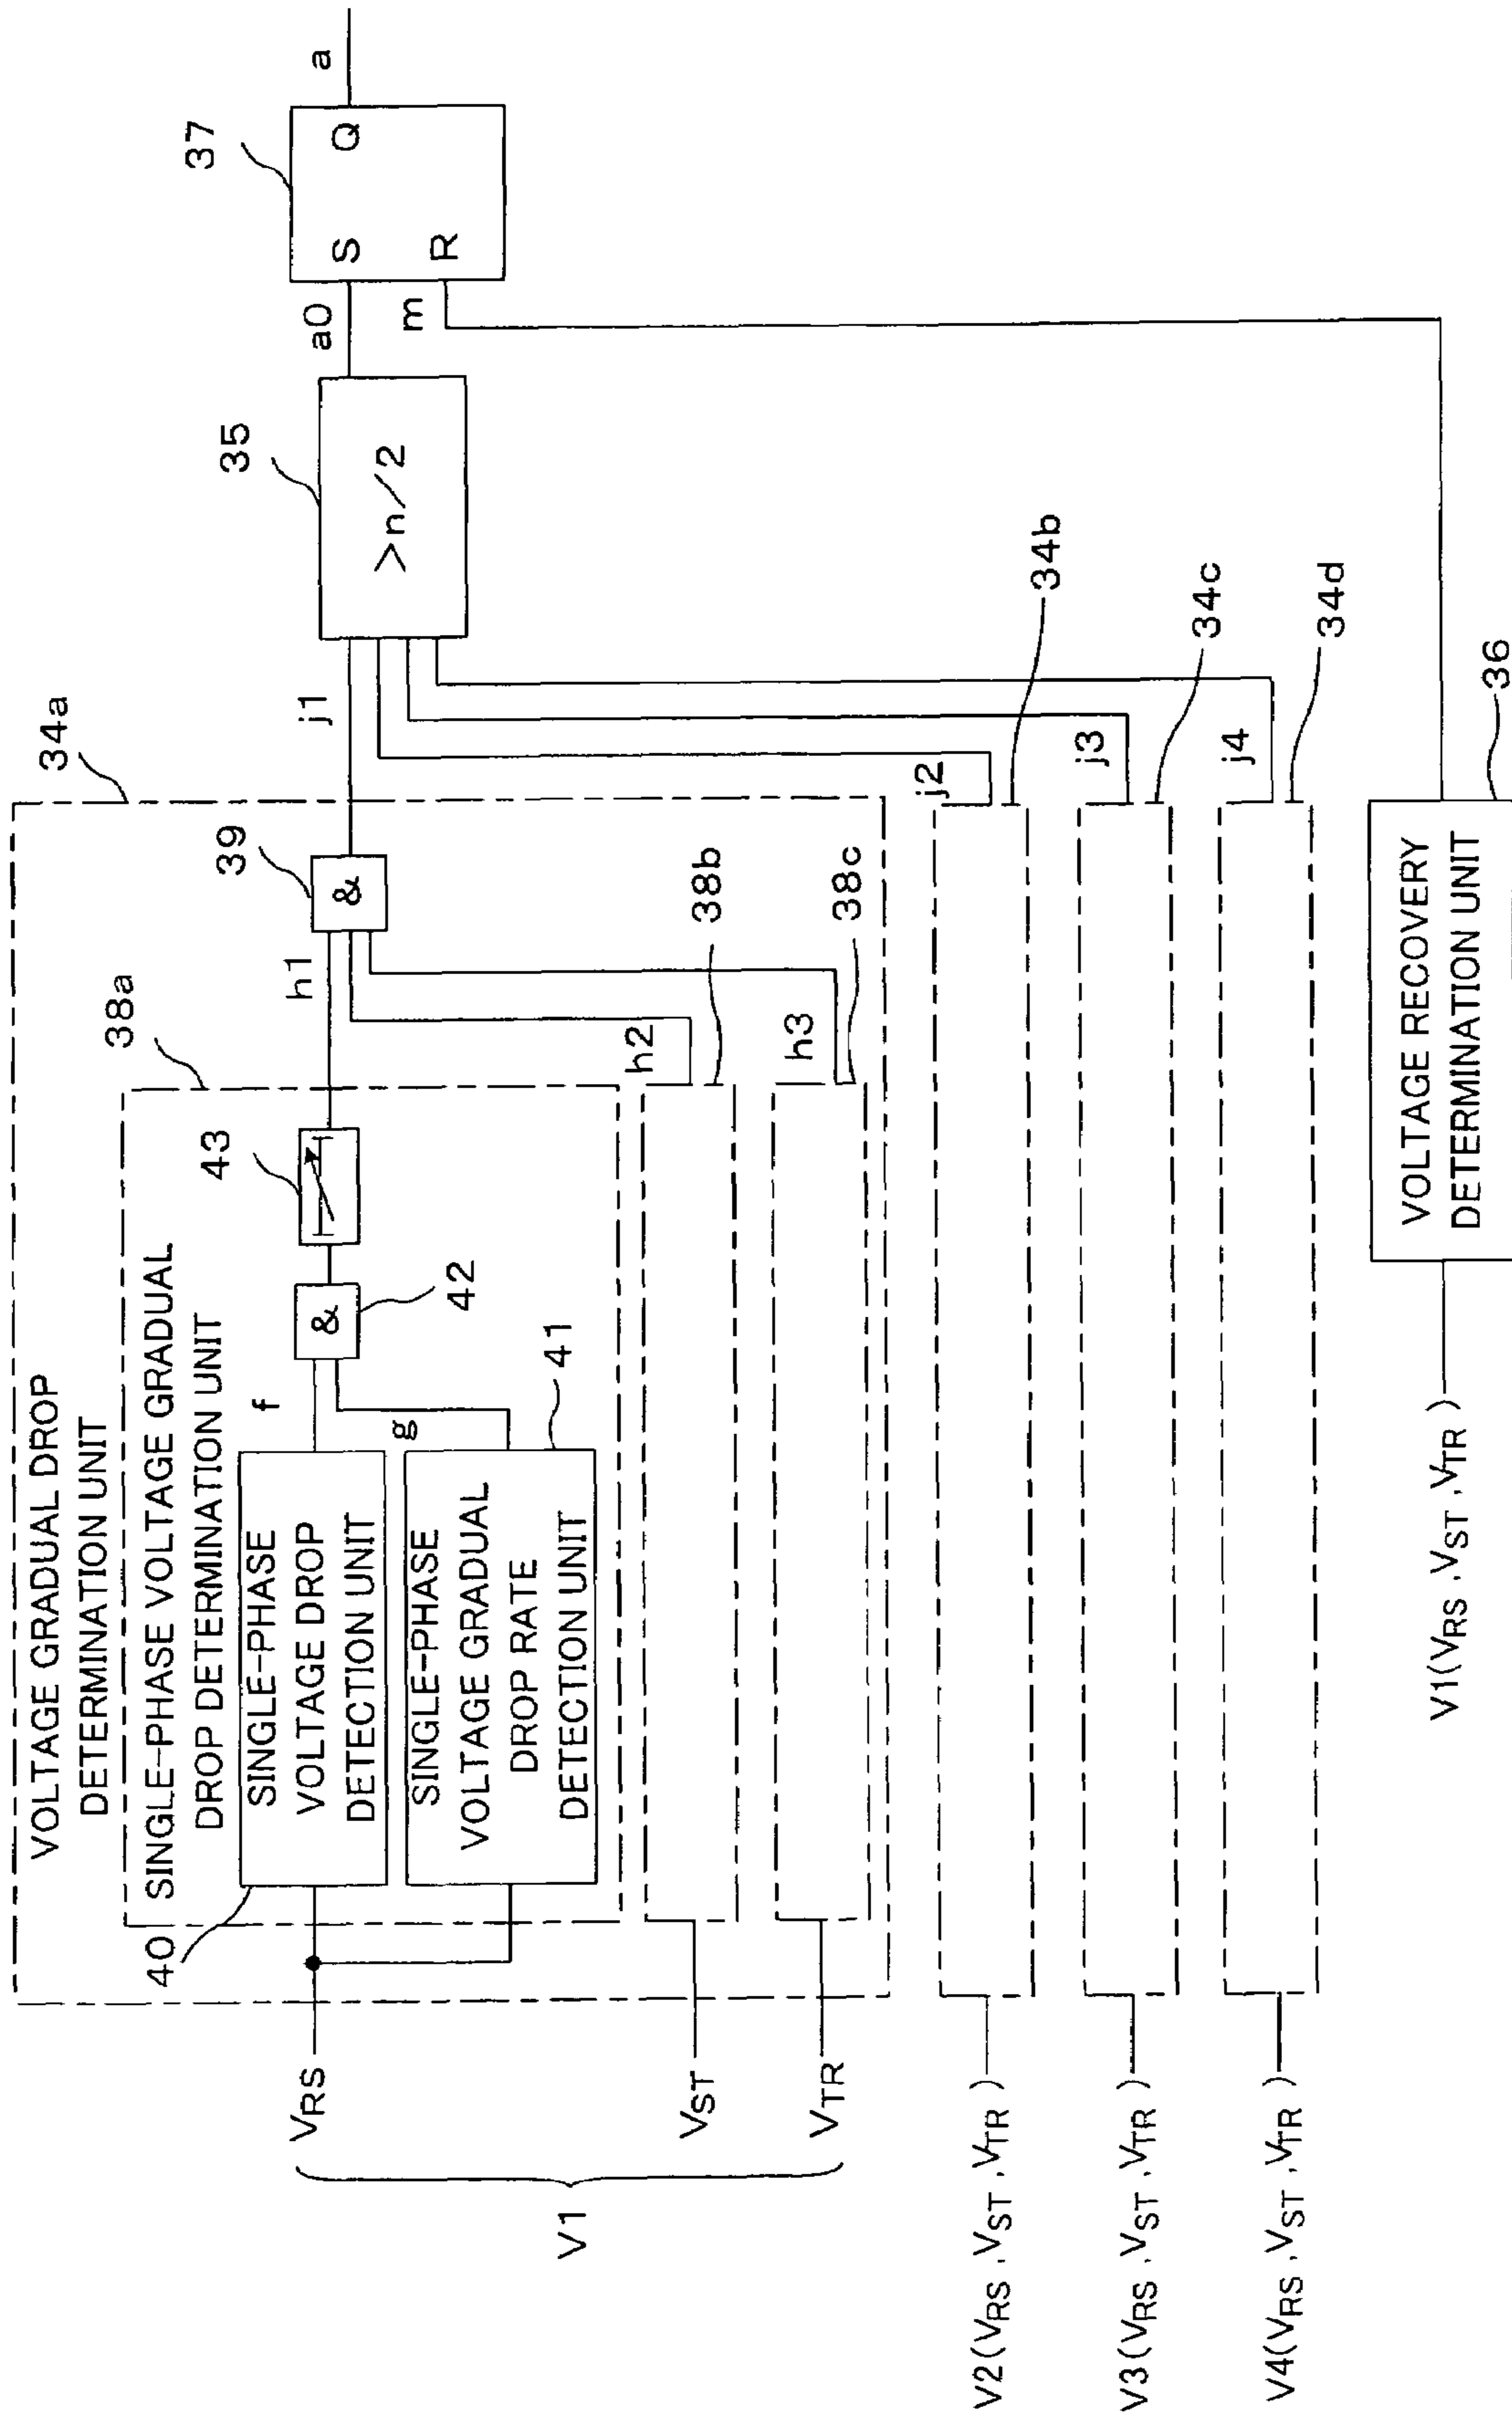 VOLTAGE GRADUAL DROP
DETERMINATION UNIT
34a
SINGLE-PHASE VOLTAGE GRADUAL
DROP DETERMINATION UNIT
38a
40
SINGLE-PHASE
VOLTAGE DROP
DETECTION UNIT
f
SINGLE-PHASE
VOLTAGE GRADUAL
DROP RATE
DETECTION UNIT
g
41
&
42
43
h1
39
&
j1
35
>n/2
a0
37
S
Q
R
m
a
VRS
VST
VTR
V1
h2
38b
h3
38c
V2(VRS,VST,VTR)
j2
34b
V3(VRS,VST,VTR)
j3
34c
V4(VRS,VST,VTR)
j4
34d
V1(VRS,VST,VTR)
VOLTAGE RECOVERY
DETERMINATION UNIT
36